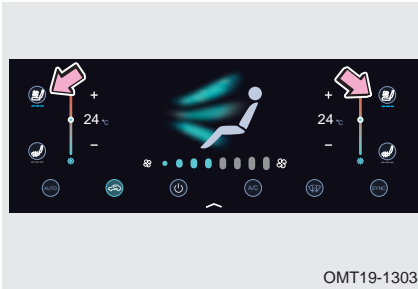 + +
24 °C 24 °C
− −
AUTO A/C SYNC
OMT19-1303